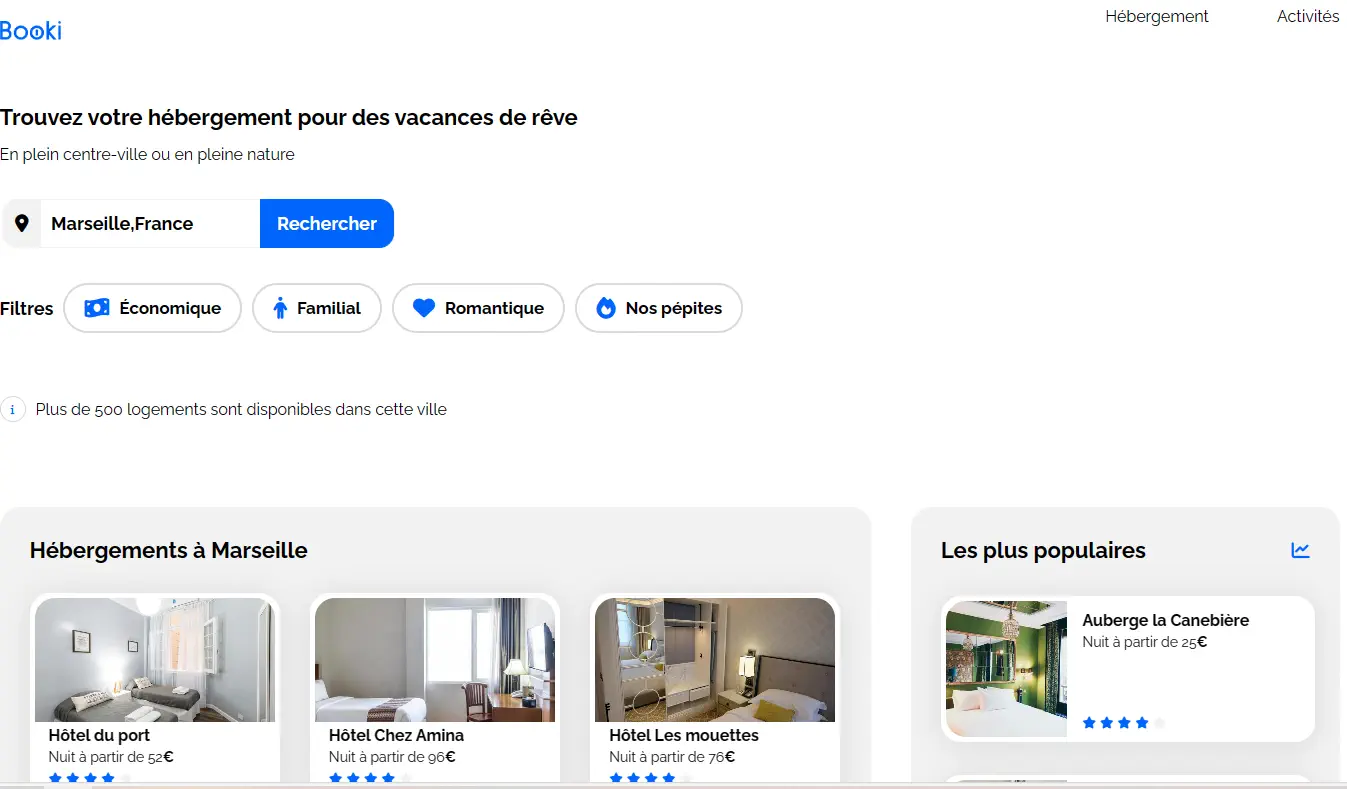 Booki
Hébergement
Activités
Trouvez votre hébergement pour des vacances de rêve
En plein centre-ville ou en pleine nature
Marseille,France
Rechercher
Filtres
Économique
Familial
Romantique
Nos pépites
i
Plus de 500 logements sont disponibles dans cette ville
Hébergements à Marseille
Hôtel du port
Nuit à partir de 52€
Hôtel Chez Amina
Nuit à partir de 96€
Hôtel Les mouettes
Nuit à partir de 76€
Les plus populaires
Auberge la Canebière
Nuit à partir de 25€